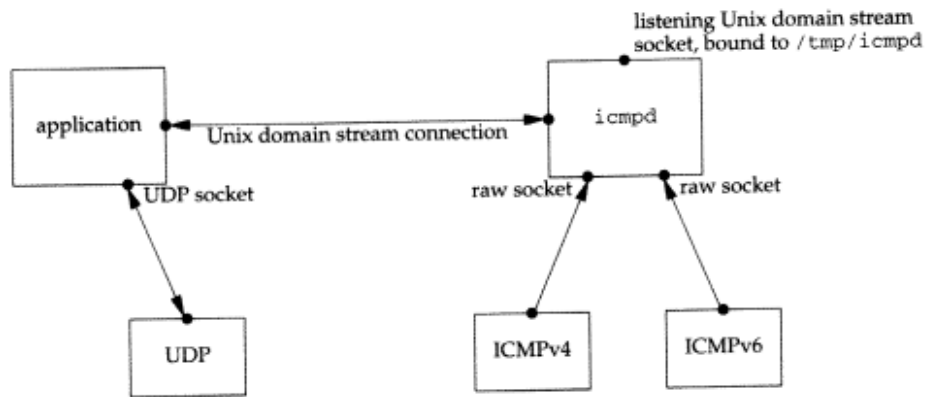 listening Unix domain stream
socket, bound to /tmp/icmpd
application
icmpd
Unix domain stream connection
UDP socket
raw socket
raw socket
UDP
ICMPv4
ICMPv6